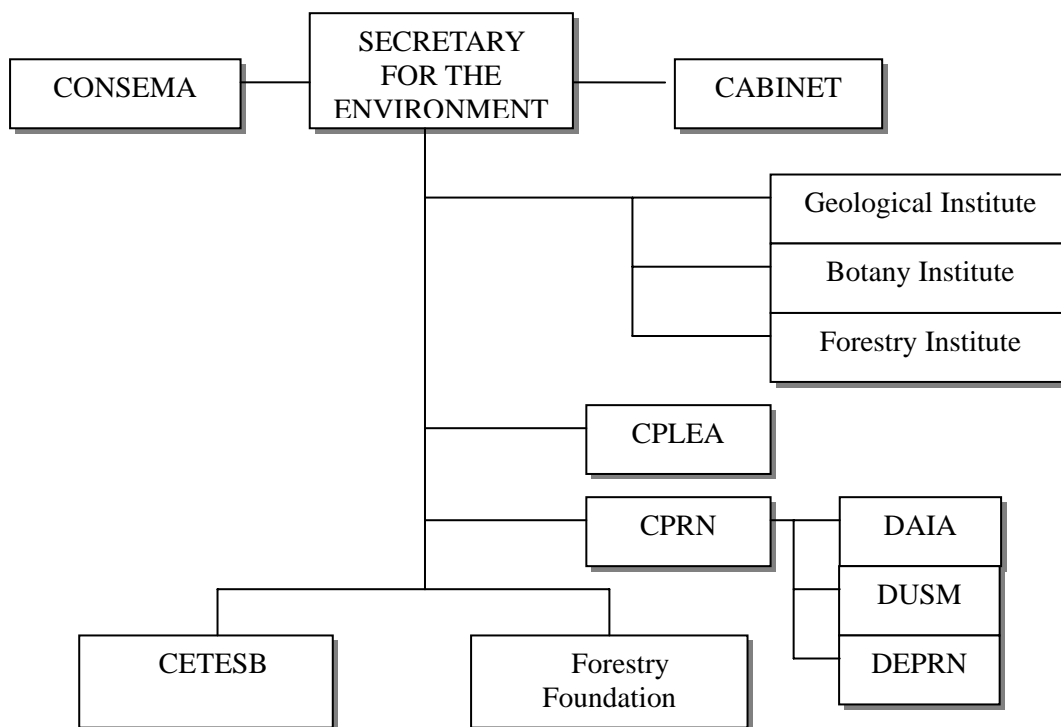 CONSEMA
SECRETARY
FOR THE
ENVIRONMENT
CABINET
Geological Institute
Botany Institute
Forestry Institute
CPLEA
CPRN
DAIA
DUSM
DEPRN
CETESB
Forestry
Foundation